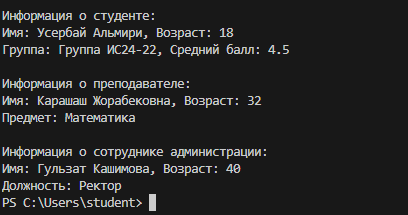 Информация о студенте:
Имя: Усербай Альмири, Возраст: 18
Группа: Группа ИС24-22, Средний балл: 4.5
Информация о преподавателе:
Имя: Карашаш Жорабековна, Возраст: 32
Предмет: Математика
Информация о сотруднике администрации:
Имя: Гульзат Кашимова, Возраст: 40
Должность: Ректор
PS C:\Users\student>